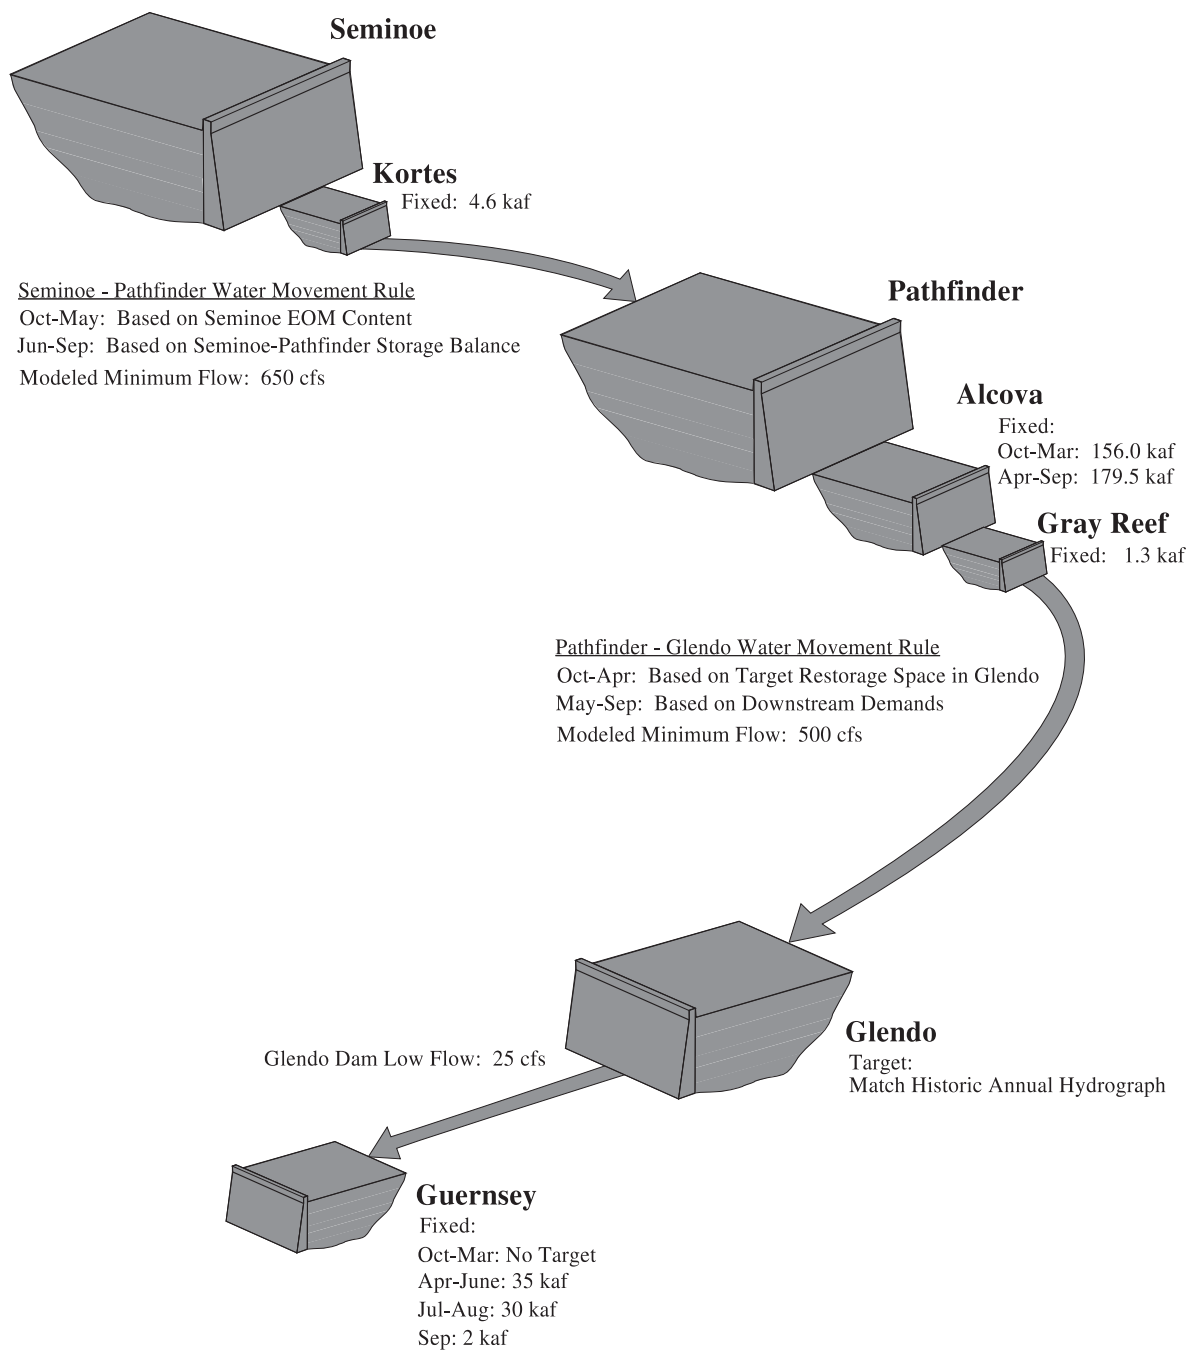 Seminoe
Kortes
Fixed: 4.6 kaf
Seminoe - Pathfinder Water Movement Rule
Oct-May: Based on Seminoe EOM Content
Jun-Sep: Based on Seminoe-Pathfinder Storage Balance
Modeled Minimum Flow: 650 cfs
Pathfinder
Alcova
Fixed:
Oct-Mar: 156.0 kaf
Apr-Sep: 179.5 kaf
Gray Reef
Fixed: 1.3 kaf
Pathfinder - Glendo Water Movement Rule
Oct-Apr: Based on Target Restorage Space in Glendo
May-Sep: Based on Downstream Demands
Modeled Minimum Flow: 500 cfs
Glendo
Target:
Match Historic Annual Hydrograph
Glendo Dam Low Flow: 25 cfs
Guernsey
Fixed:
Oct-Mar: No Target
Apr-June: 35 kaf
Jul-Aug: 30 kaf
Sep: 2 kaf